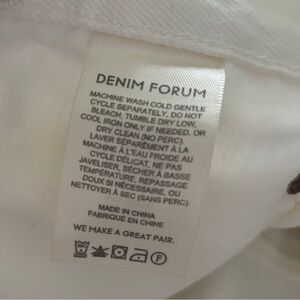 DENIM FORUM
MACHINE WASH COLD GENTLE
CYCLE SEPARATELY, DO NOT
BLEACH, TUMBLE DRY LOW,
COOL IRON ONLY IF NEEDED, OR
DRY CLEAN (NO PERC).
LAVER SÉPARÉMENT À LA
MACHINE À L'EAU FROIDE AU
CYCLE DÉLICAT. NE PAS
JAVELISER, SÉCHER À BASSE
TEMPÉRATURE, REPASSAGE
DOUX SI NÉCESSAIRE, OU
NETTOYER À SEC (SANS PERC).
MADE IN CHINA
FABRIQUÉ EN CHINE
WE MAKE A GREAT PAIR.
F